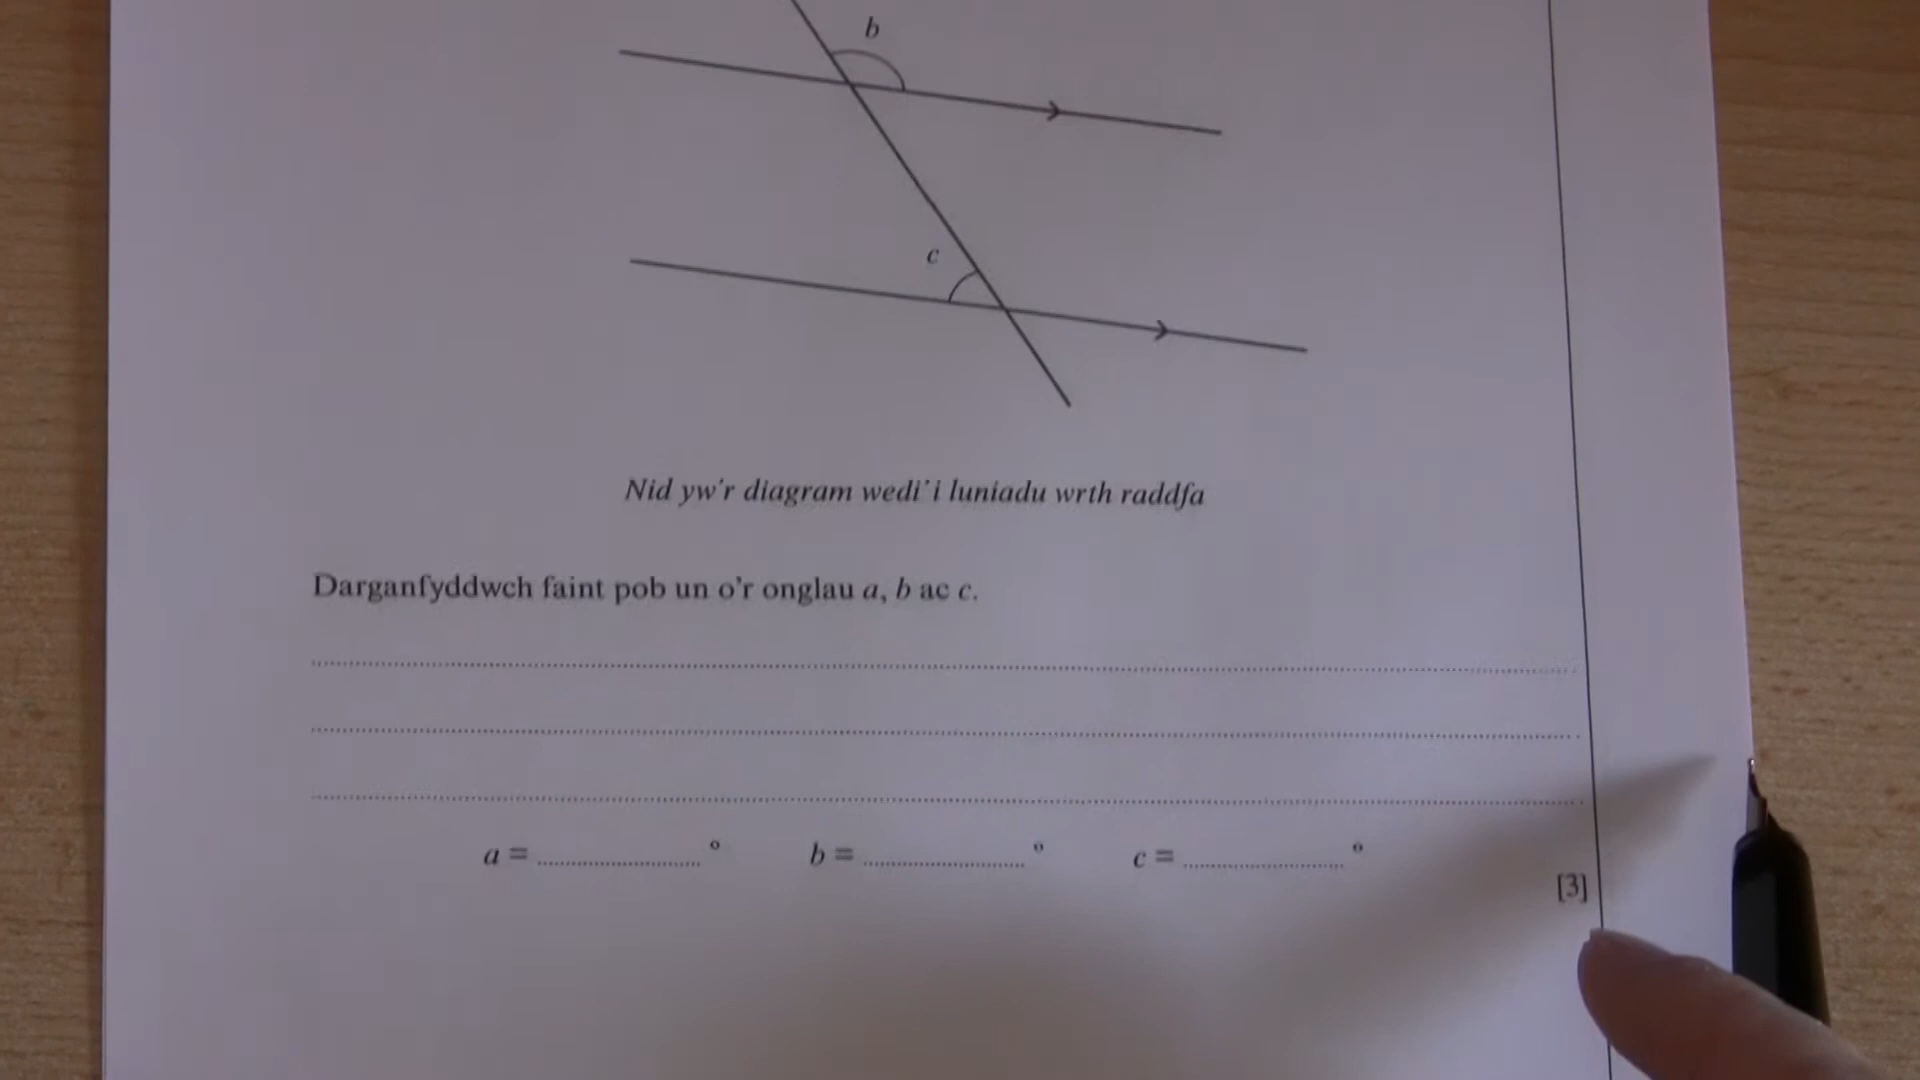 b
c
Nid yw'r diagram wedi'i luniadu wrth raddfa
Darganfyddwch faint pob un o'r onglau a, b ac c.
a = .................... °   b = .................... °   c = .................... °
[3]